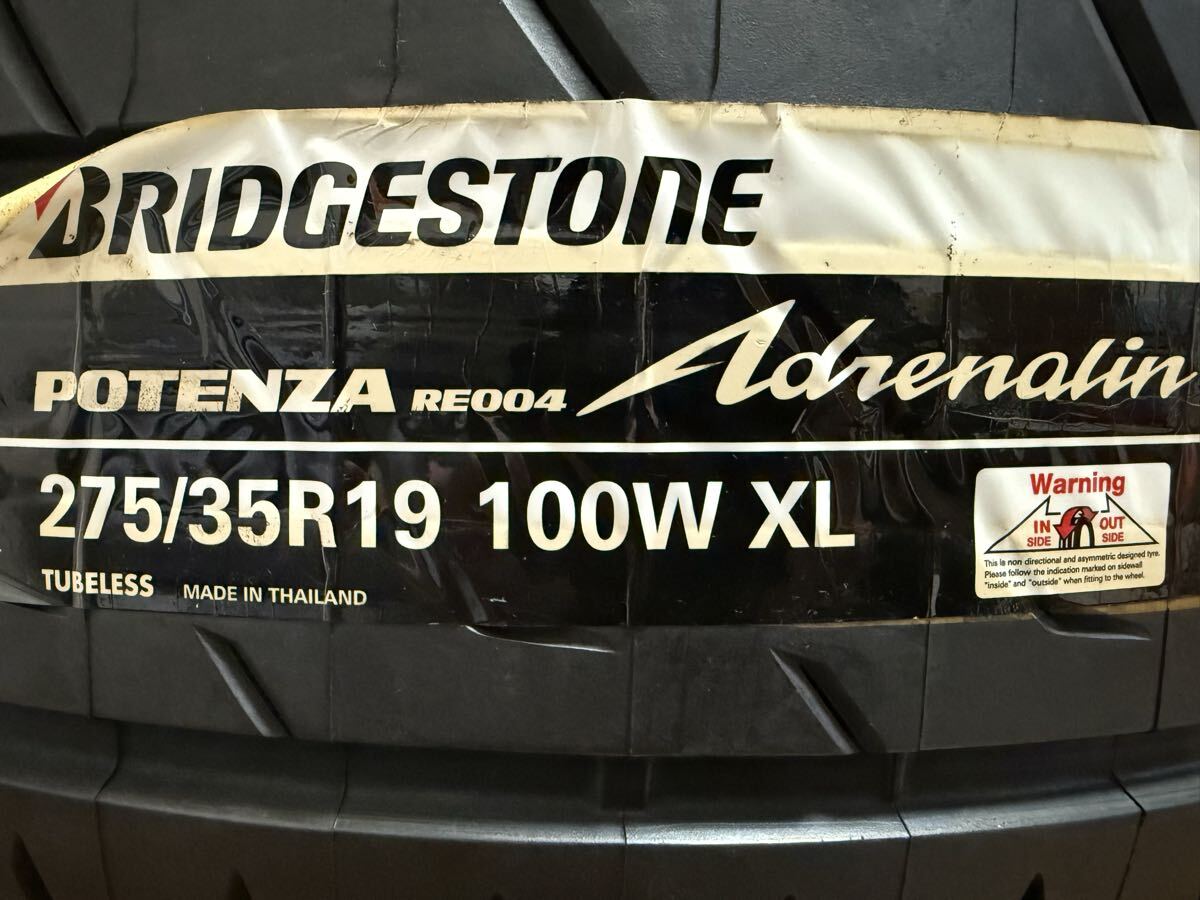 BRIDGESTONE
POTENZA RE004 Adrenalin
275/35R19 100W XL
TUBELESS MADE IN THAILAND
Warning
IN SIDE
OUT SIDE
This is non directional and asymmetric designed tyre.
Please follow the indication marked on sidewall
"inside" and "outside" when fitting to the wheel.